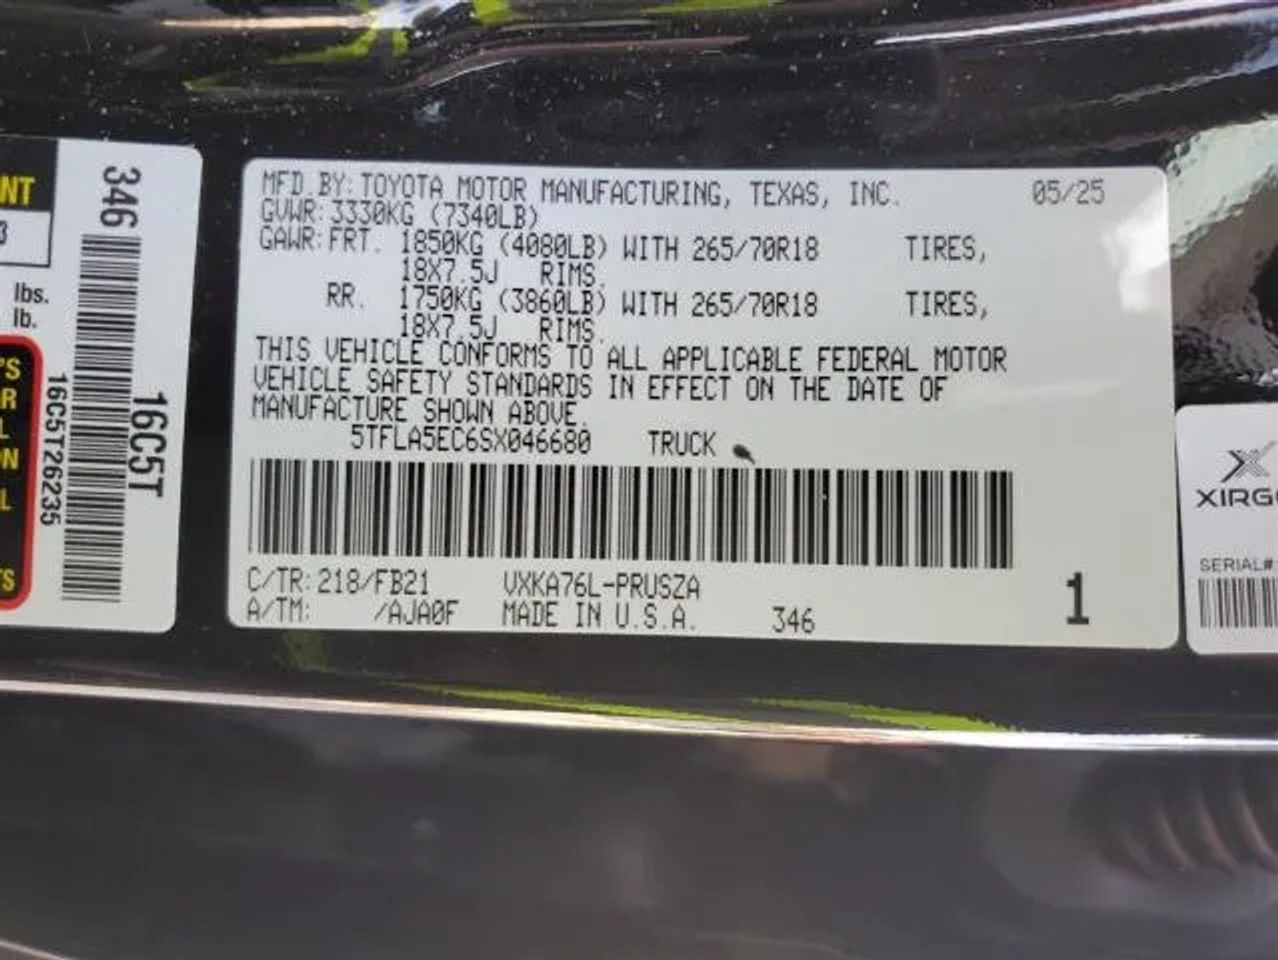 MFD.BY: TOYOTA MOTOR MANUFACTURING, TEXAS, INC. 05/25
GVWR: 3330KG (7340LB)
GAWR: FRT. 1850KG (4080LB) WITH 265/70R18 TIRES,
18X7.5J RIMS.
RR. 1750KG (3860LB) WITH 265/70R18 TIRES,
18X7.5J RIMS.
THIS VEHICLE CONFORMS TO ALL APPLICABLE FEDERAL MOTOR
VEHICLE SAFETY STANDARDS IN EFFECT ON THE DATE OF
MANUFACTURE SHOWN ABOVE.
5TFLA5EC6SX046680 TRUCK
C/TR: 218/FB21 VXKA76L-PRUSZA
A/TM: /AJA0F MADE IN U.S.A. 346
1
346
16C5T
16C5T26235
NT
3
lbs.
lb.
'S
R
L
N
L
TS
XIRG
SERIAL#